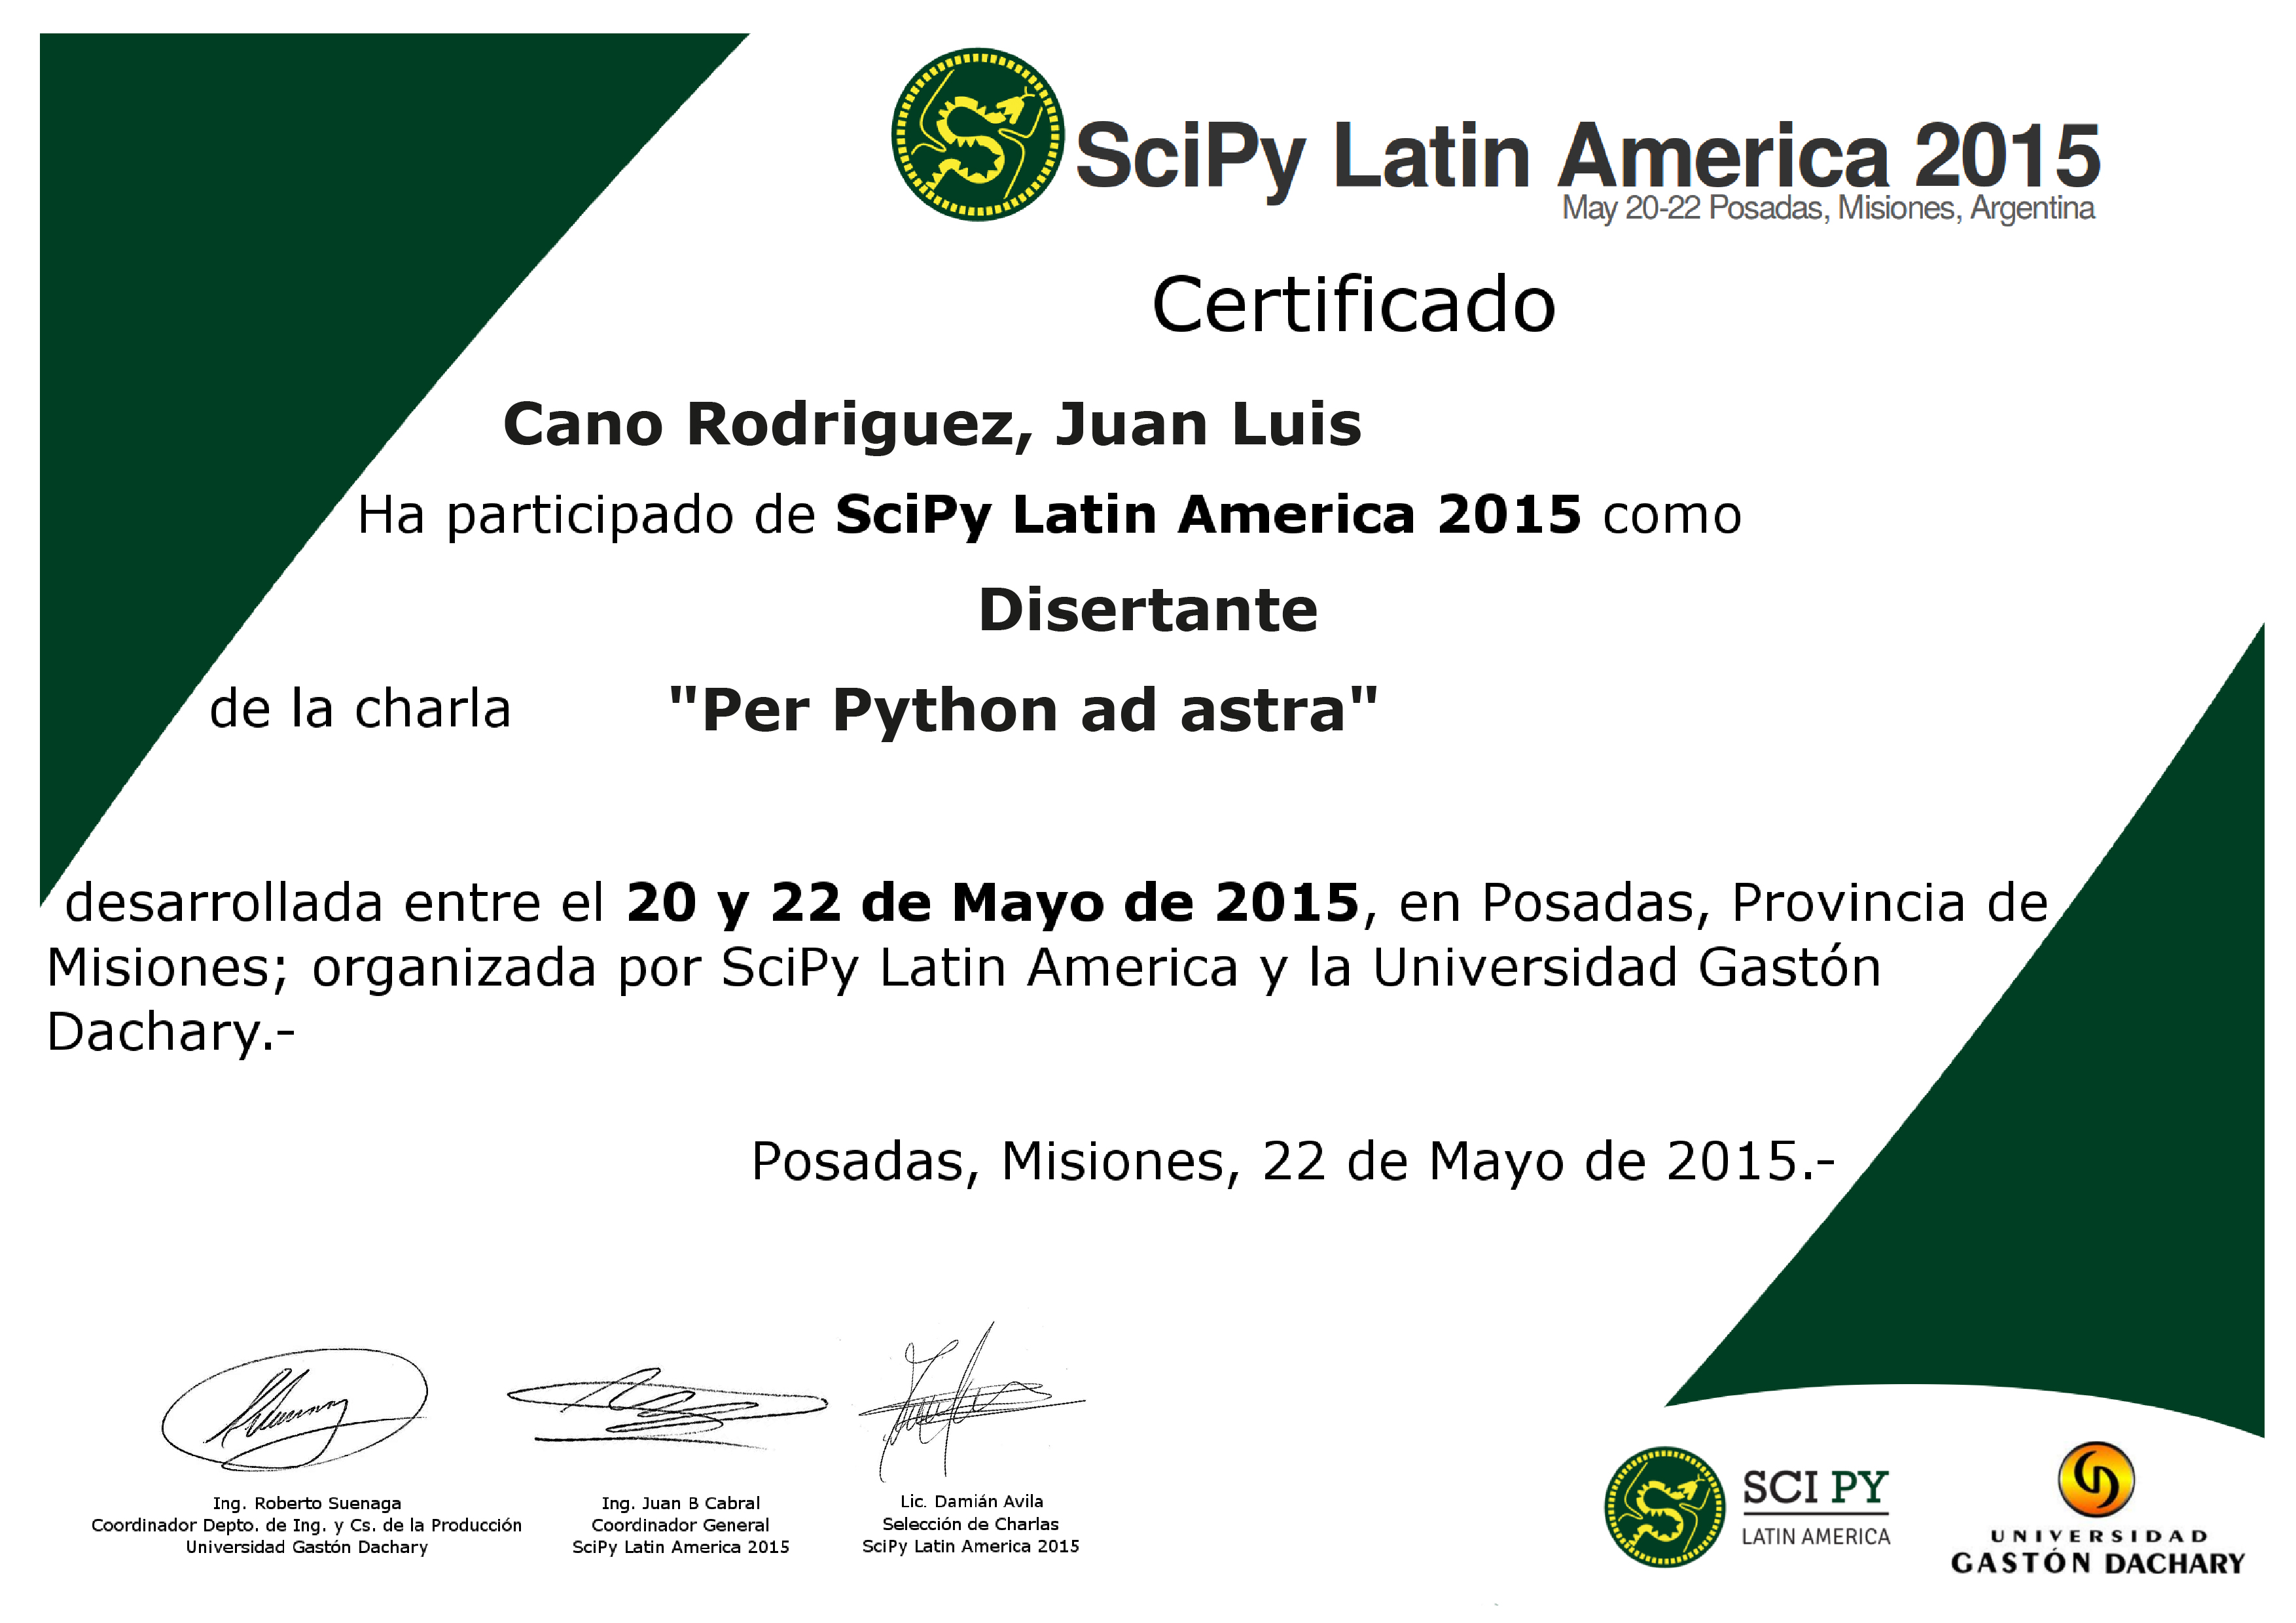 SciPy Latin America 2015
May 20-22 Posadas, Misiones, Argentina
Certificado
Cano Rodriguez, Juan Luis
Ha participado de SciPy Latin America 2015 como
Disertante
de la charla "Per Python ad astra"
desarrollada entre el 20 y 22 de Mayo de 2015, en Posadas, Provincia de
Misiones; organizada por SciPy Latin America y la Universidad Gastón
Dachary.-
Posadas, Misiones, 22 de Mayo de 2015.-
Ing. Roberto Suenaga
Coordinador Depto. de Ing. y Cs. de la Producción
Universidad Gastón Dachary
Ing. Juan B Cabral
Coordinador General
SciPy Latin America 2015
Lic. Damián Avila
Selección de Charlas
SciPy Latin America 2015
SCI PY
LATIN AMERICA
UNIVERSIDAD
GASTÓN DACHARY